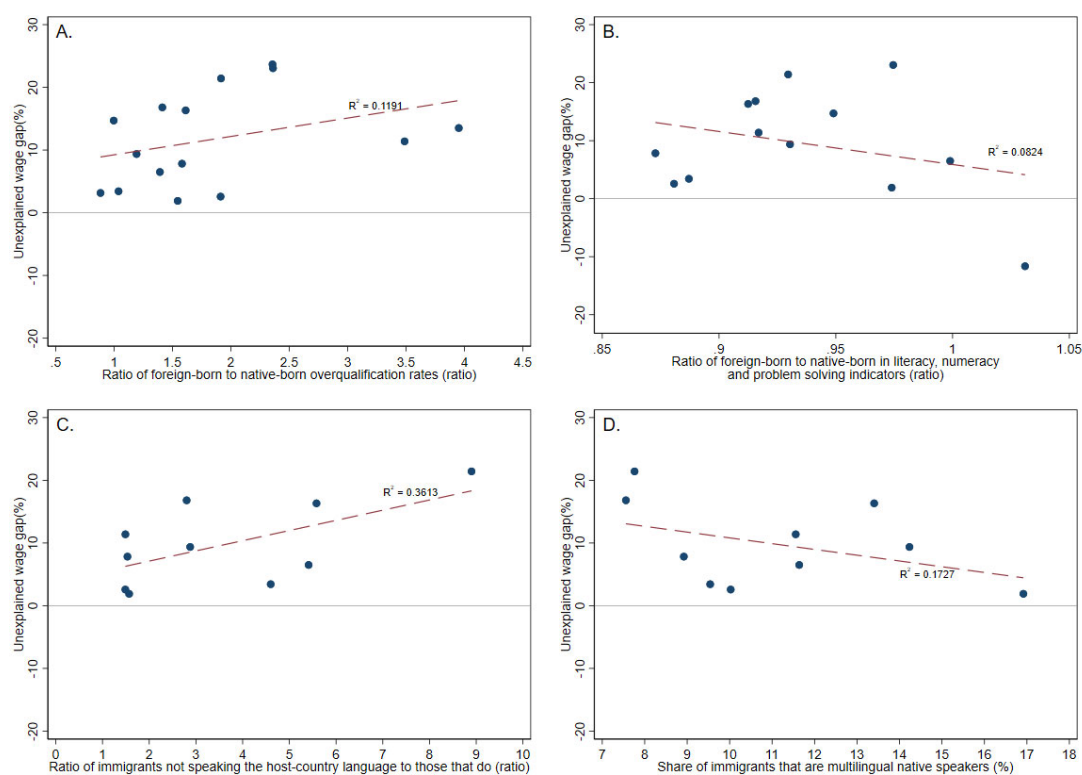 A.
Unexplained wage gap(%)
30
20
10
0
-10
-20
R² = 0.1191
.5 1 1.5 2 2.5 3 3.5 4 4.5
Ratio of foreign-born to native-born overqualification rates (ratio)
B.
Unexplained wage gap(%)
30
20
10
0
-10
-20
R² = 0.0824
.85 .9 .95 1 1.05
Ratio of foreign-born to native-born in literacy, numeracy
and problem solving indicators (ratio)
C.
Unexplained wage gap(%)
30
20
10
0
-10
-20
R² = 0.3613
0 1 2 3 4 5 6 7 8 9 10
Ratio of immigrants not speaking the host-country language to those that do (ratio)
D.
Unexplained wage gap(%)
30
20
10
0
-10
-20
R² = 0.1727
7 8 9 10 11 12 13 14 15 16 17 18
Share of immigrants that are multilingual native speakers (%)